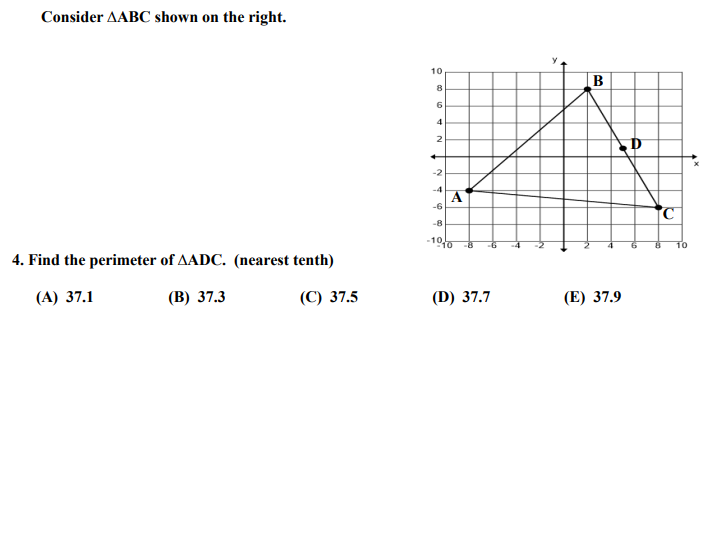 Consider ΔABC shown on the right.
y
10
B
8
6
4
2
D
x
-2
-4
A
-6
C
-8
-10
-10 -8 -6 -4 -2 2 4 6 8 10
4. Find the perimeter of ΔADC. (nearest tenth)
(A) 37.1 (B) 37.3 (C) 37.5 (D) 37.7 (E) 37.9